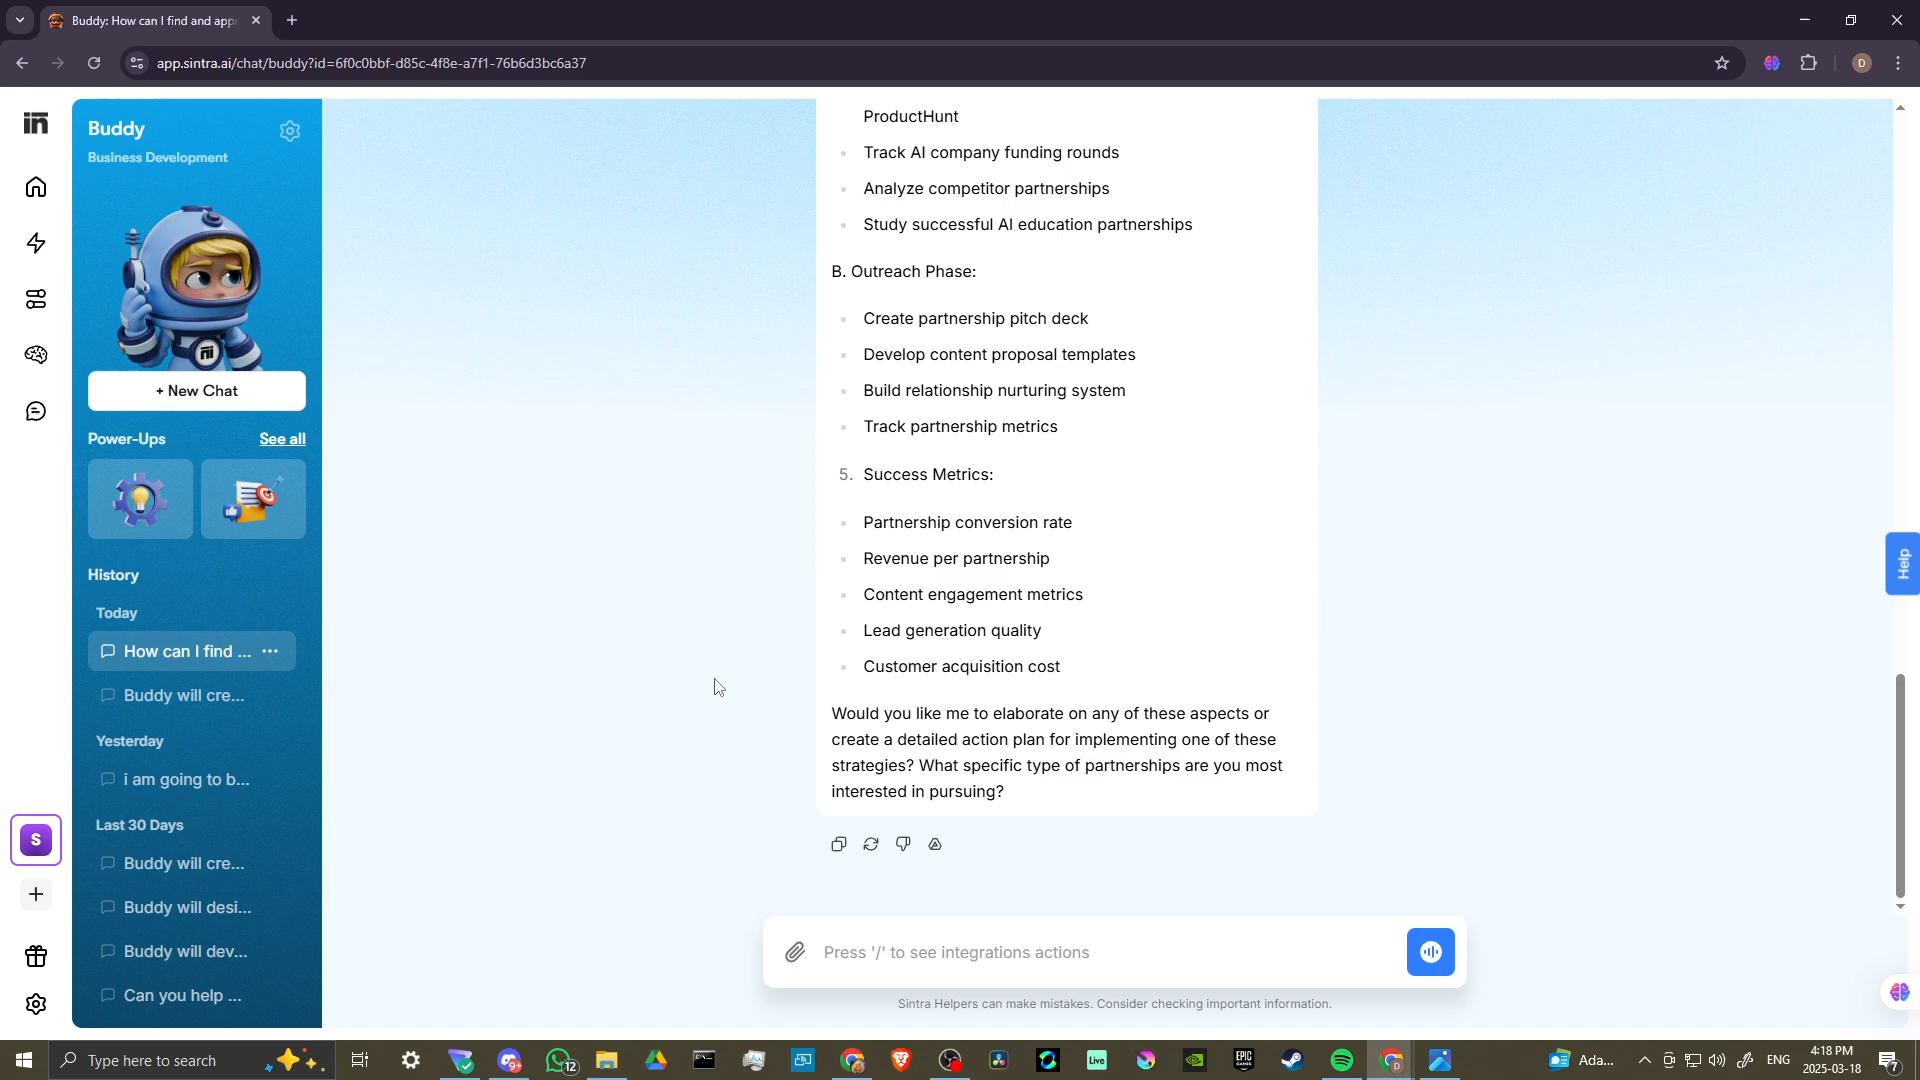 Buddy: How can I find and appr
app.sintra.ai/chat/buddy?id=6f0c0bbf-d85c-4f8e-a7f1-76b6d3bc6a37
D
in
Buddy
Business Development
+ New Chat
Power-Ups
See all
History
Today
How can I find ...
Buddy will cre...
Yesterday
i am going to b...
Last 30 Days
Buddy will cre...
Buddy will desi...
Buddy will dev...
Can you help ...
S
ProductHunt
Track AI company funding rounds
Analyze competitor partnerships
Study successful AI education partnerships
B. Outreach Phase:
Create partnership pitch deck
Develop content proposal templates
Build relationship nurturing system
Track partnership metrics
5. Success Metrics:
Partnership conversion rate
Revenue per partnership
Content engagement metrics
Lead generation quality
Customer acquisition cost
Would you like me to elaborate on any of these aspects or
create a detailed action plan for implementing one of these
strategies? What specific type of partnerships are you most
interested in pursuing?
Press '/' to see integrations actions
Sintra Helpers can make mistakes. Consider checking important information.
Help
Type here to search
9+
12
Live
EPIC GAMES
D
Ada...
ENG
4:18 PM
2025-03-18
7